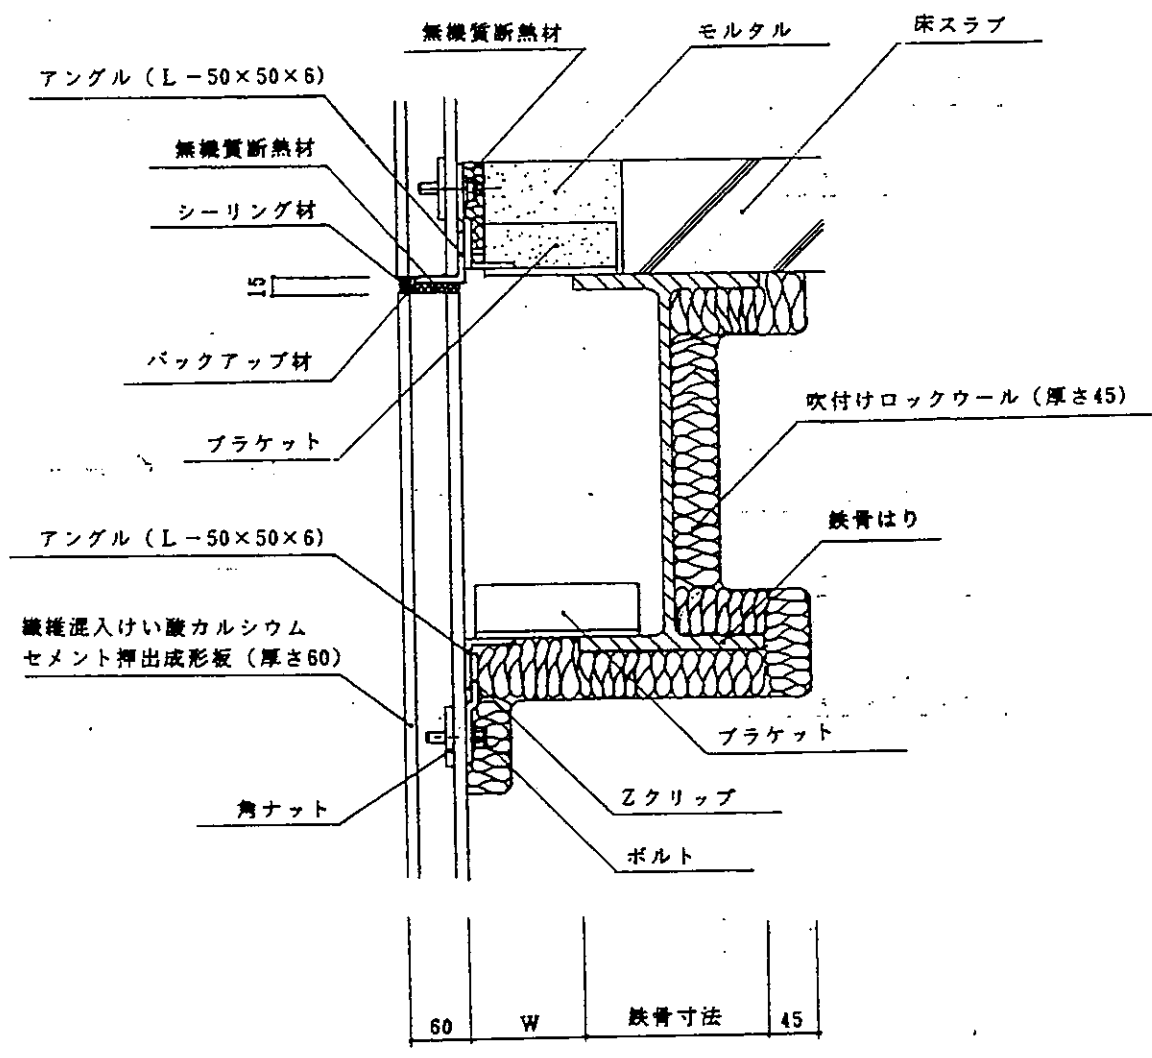 無機質断熱材
モルタル
床スラブ
アングル（L－50×50×6）
無機質断熱材
シーリング材
15
バックアップ材
吹付けロックウール（厚さ45）
ブラケット
鉄骨はり
アングル（L－50×50×6）
繊維混入けい酸カルシウム
セメント押出成形板（厚さ60）
ブラケット
Zクリップ
角ナット
ボルト
60
W
鉄骨寸法
45